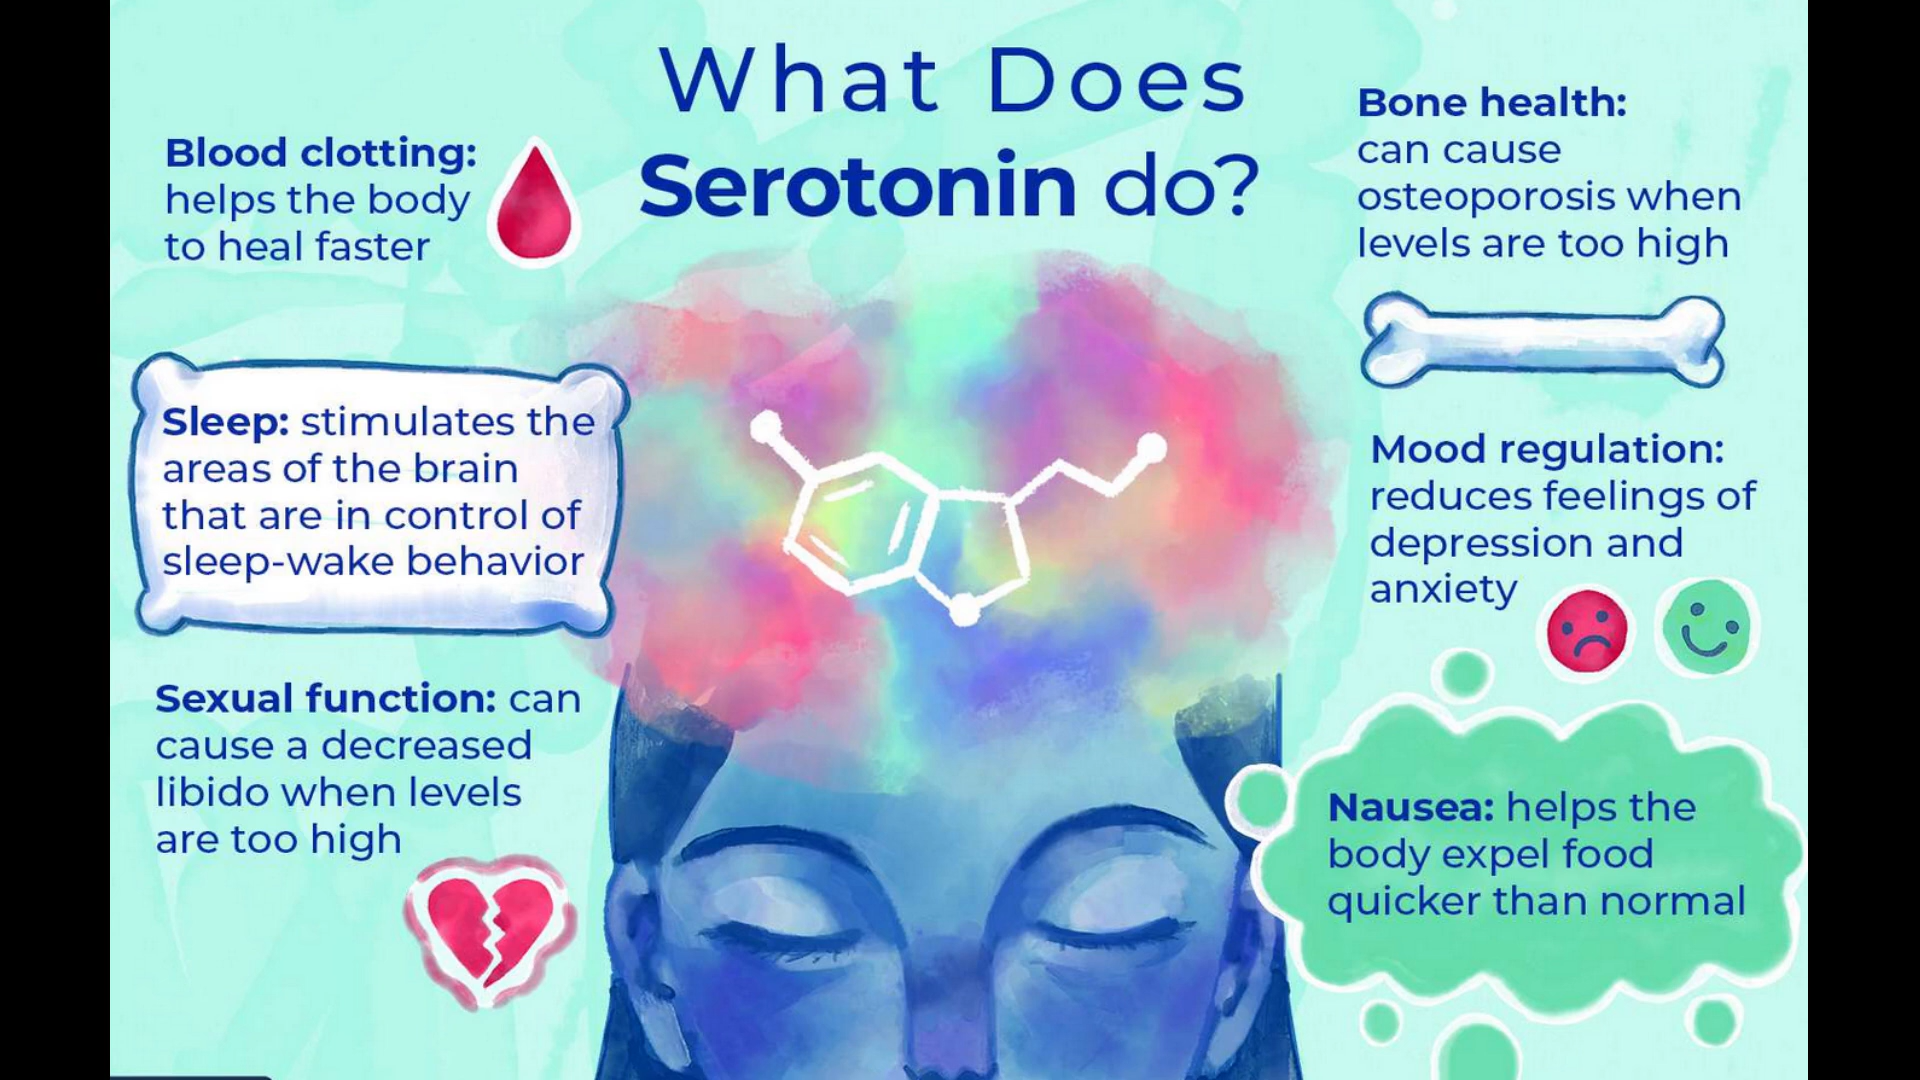 What Does
Serotonin do?
Blood clotting:
helps the body
to heal faster
Sleep: stimulates the
areas of the brain
that are in control of
sleep-wake behavior
Sexual function: can
cause a decreased
libido when levels
are too high
Bone health:
can cause
osteoporosis when
levels are too high
Mood regulation:
reduces feelings of
depression and
anxiety
Nausea: helps the
body expel food
quicker than normal